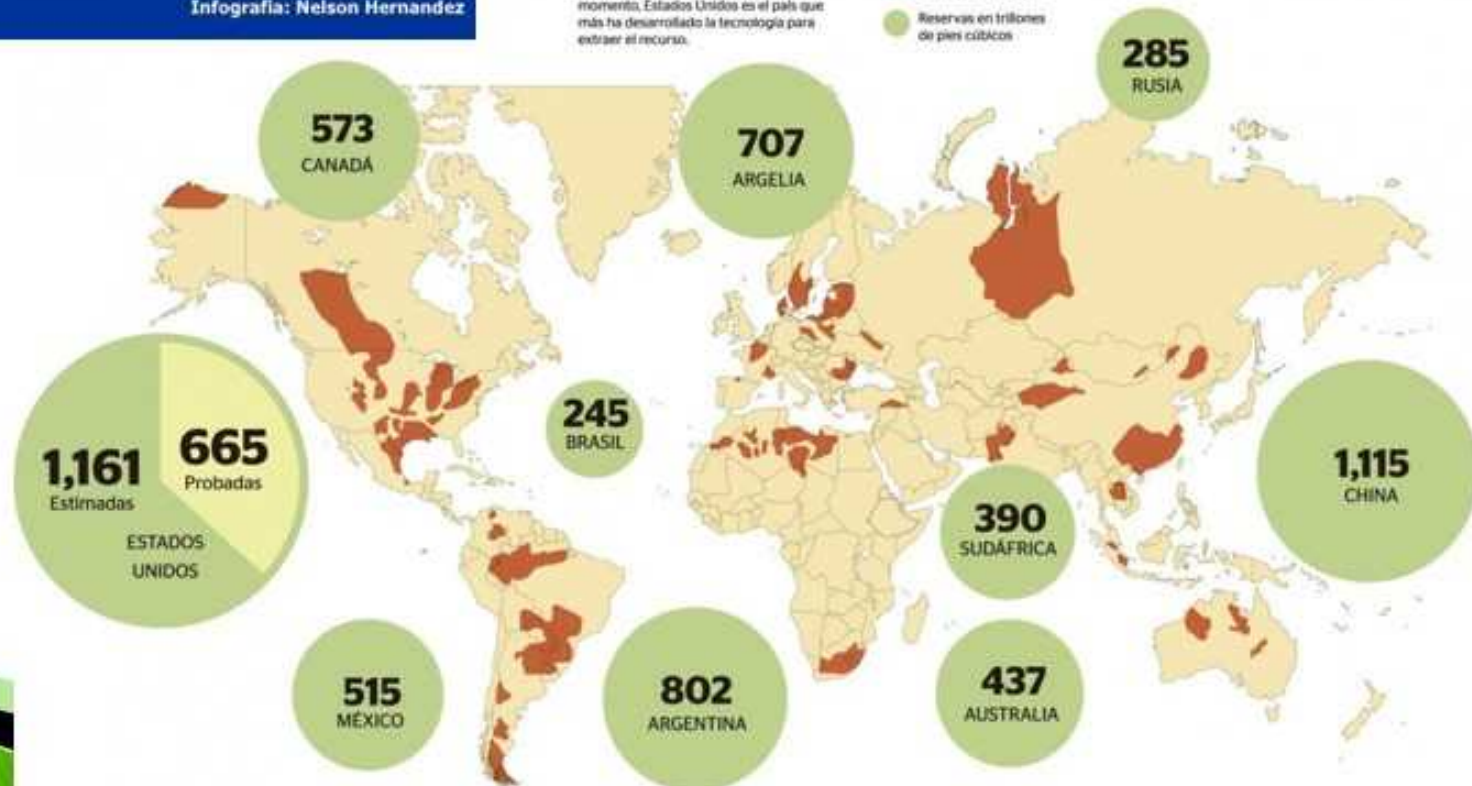 Infografia: Nelson Hernandez
momento, Estados Unidos es el país que
más ha desarrollado la tecnología para
extraer el recurso.
Reservas en trillones
de pies cúbicos
285
RUSIA
573
CANADÁ
707
ARGELIA
1,161
Estimadas
665
Probadas
ESTADOS
UNIDOS
245
BRASIL
390
SUDÁFRICA
1,115
CHINA
515
MÉXICO
802
ARGENTINA
437
AUSTRALIA